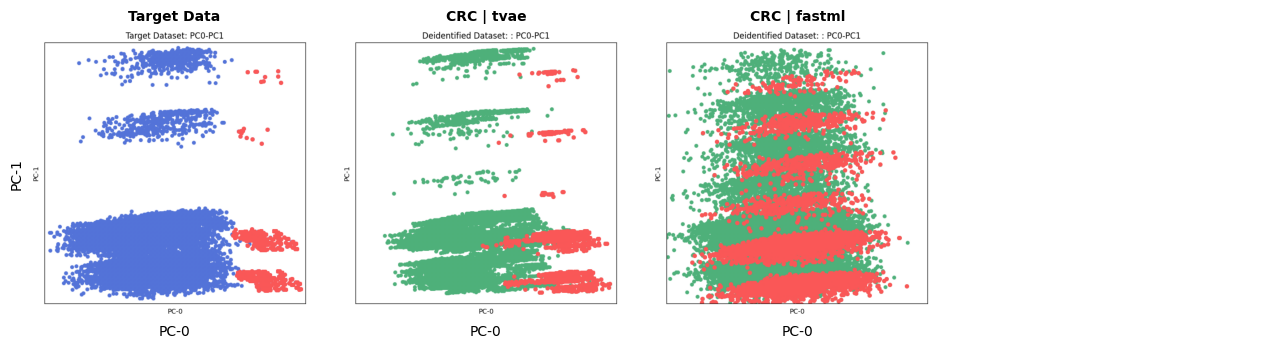 Target Data
CRC | tvae
CRC | fastml
Target Dataset: PC0-PC1
Deidentified Dataset: : PC0-PC1
Deidentified Dataset: : PC0-PC1
PC-1
PC-1
PC-1
PC-1
PC-0
PC-0
PC-0
PC-0
PC-0
PC-0